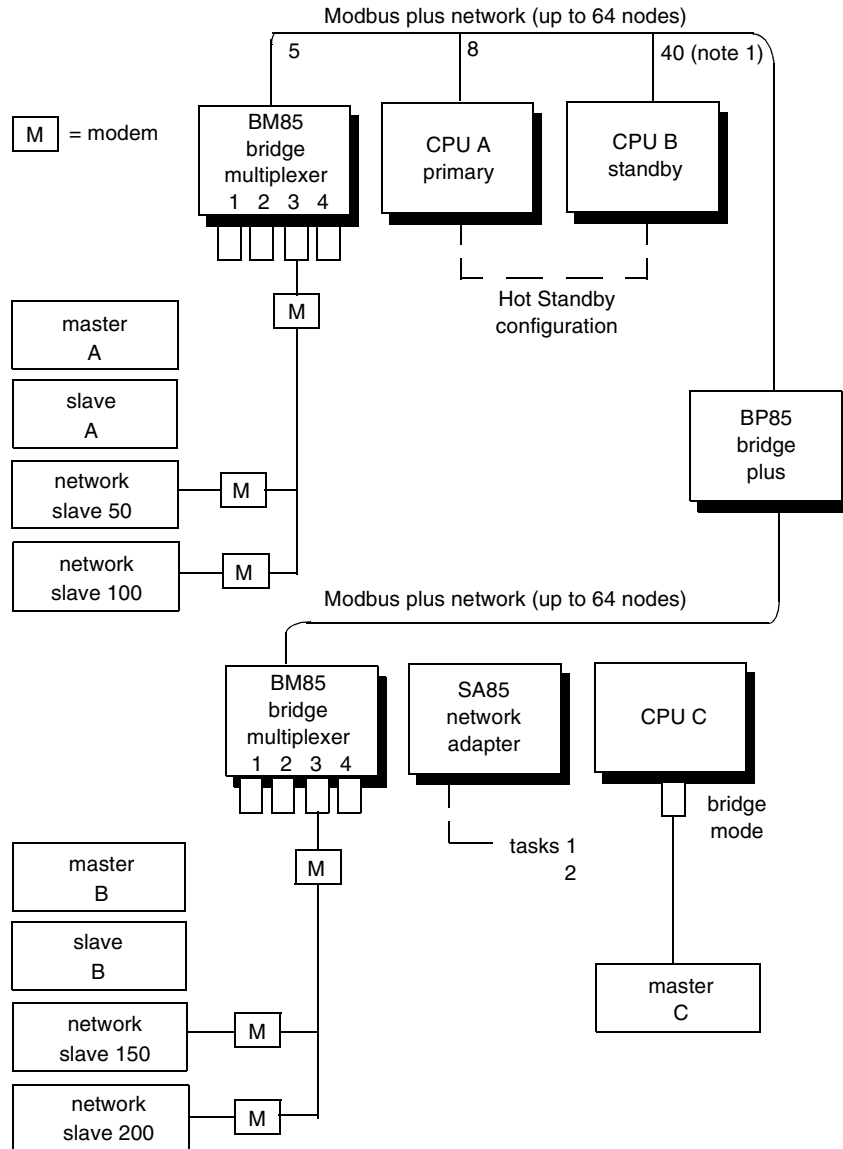 Modbus plus network (up to 64 nodes)
5
8
40 (note 1)
M = modem
BM85
bridge
multiplexer
1 2 3 4
CPU A
primary
CPU B
standby
Hot Standby
configuration
M
master
A
slave
A
network
slave 50
M
network
slave 100
M
BP85
bridge
plus
Modbus plus network (up to 64 nodes)
BM85
bridge
multiplexer
1 2 3 4
SA85
network
adapter
CPU C
bridge
mode
tasks 1
2
M
master
B
slave
B
network
slave 150
M
network
slave 200
M
master
C